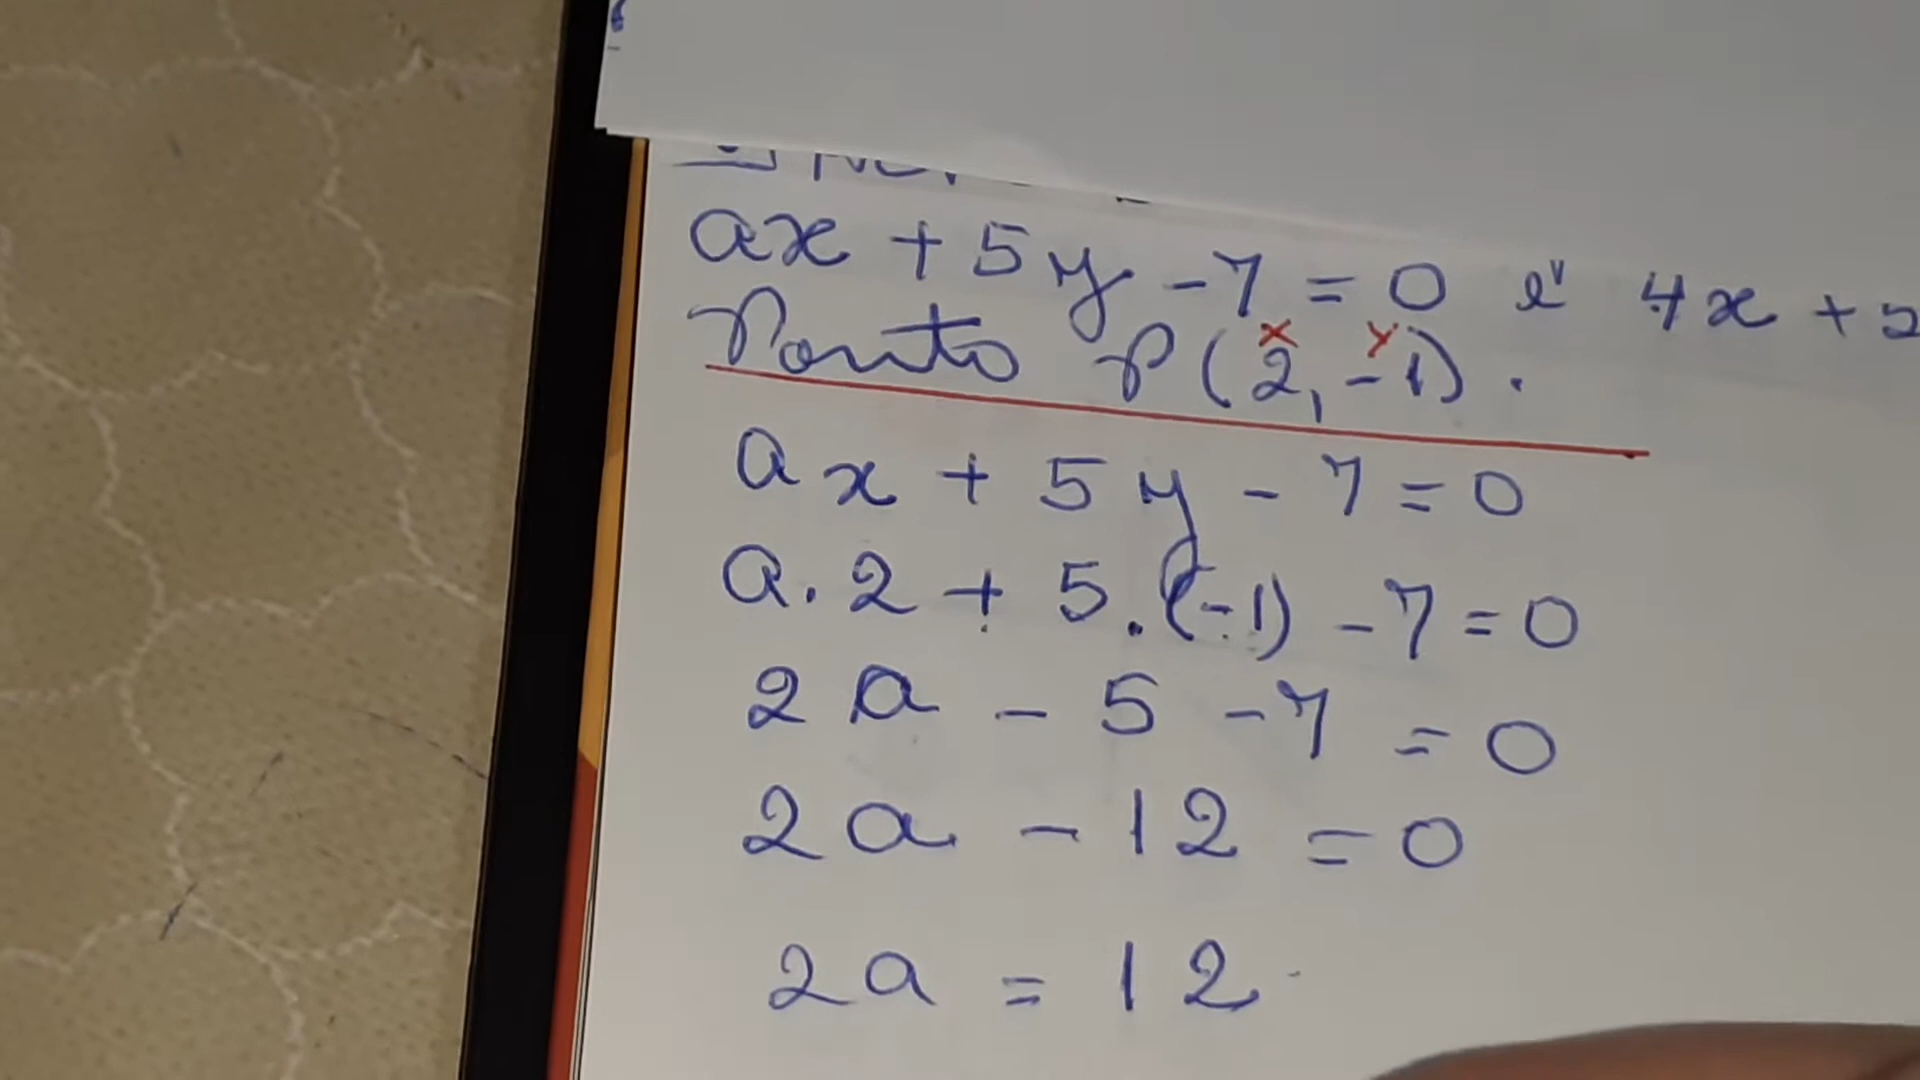 ax + 5y - 7 = 0 e 4x +
Ponto P(2, -1).
x y
ax + 5y - 7 = 0
a. 2 + 5.(-1) - 7 = 0
2a - 5 - 7 = 0
2a - 12 = 0
2a = 12